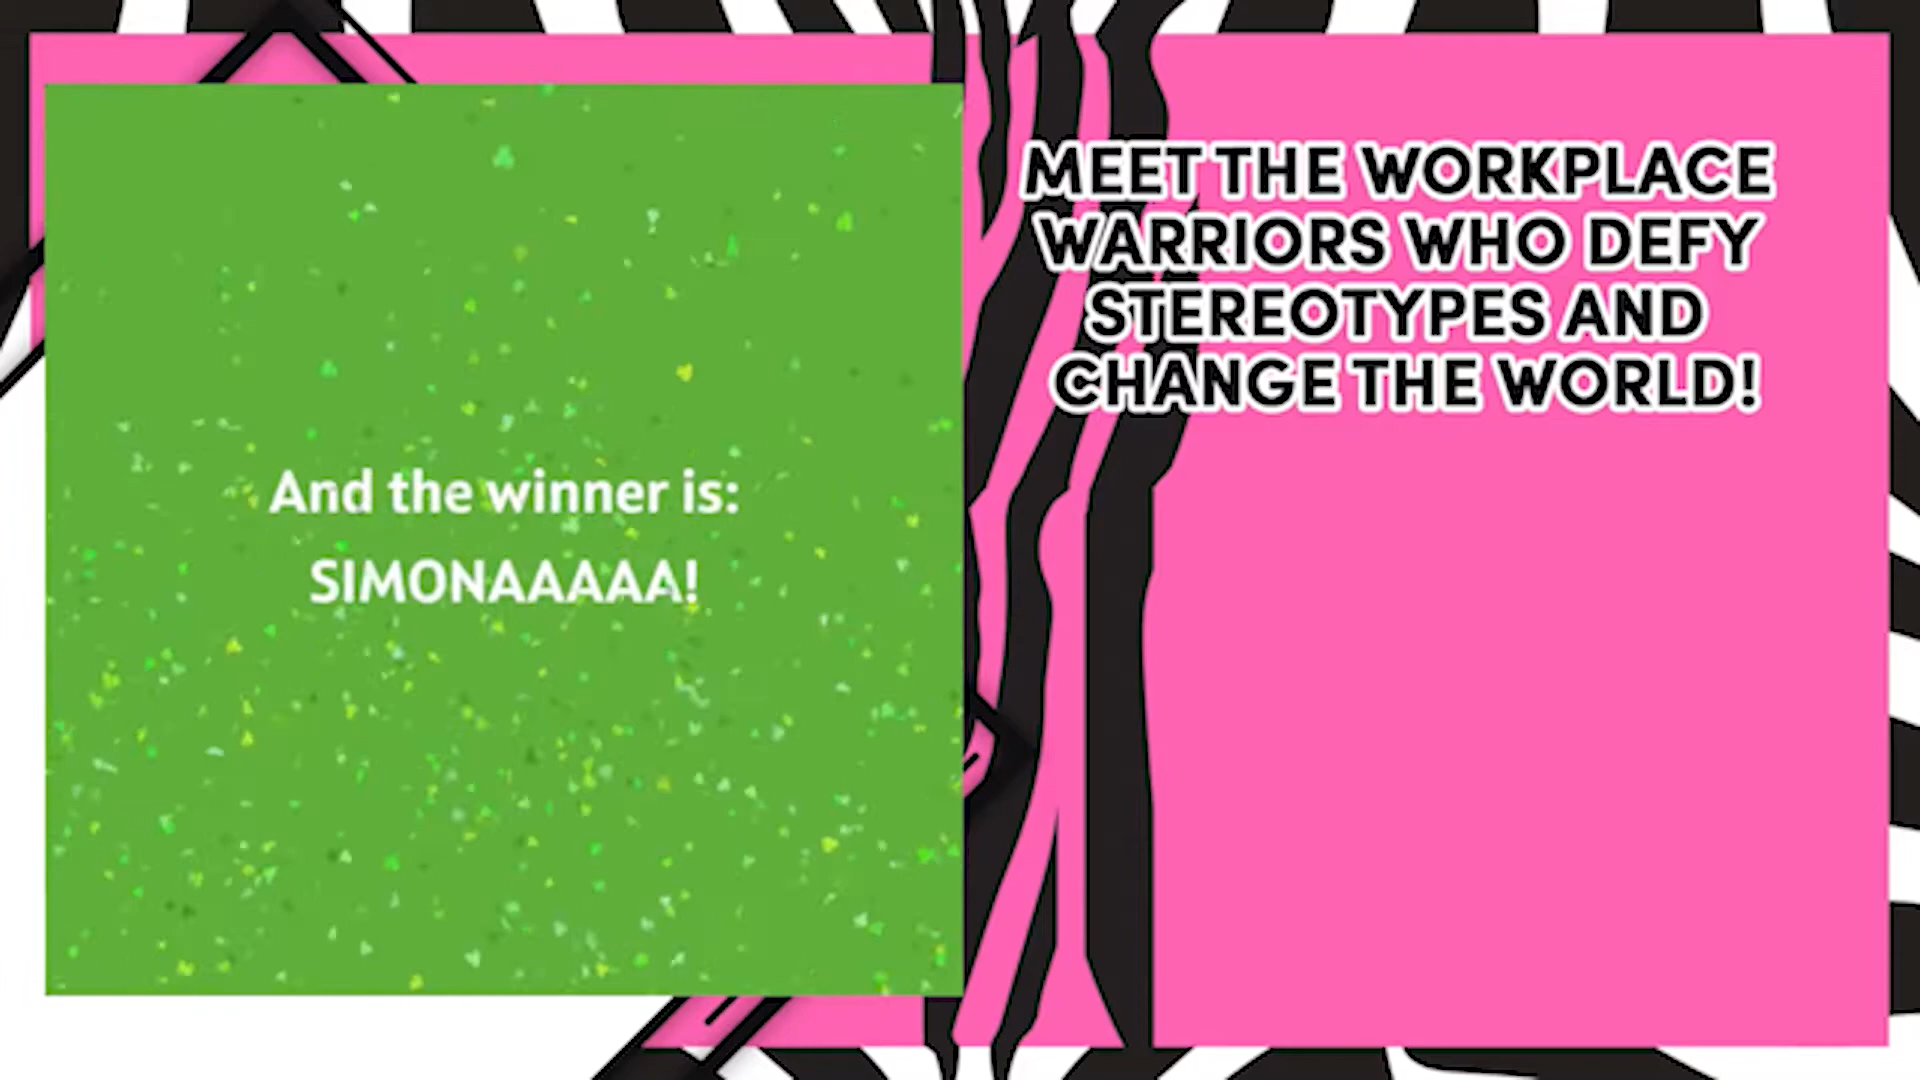 And the winner is:
SIMONAAAAA!
MEET THE WORKPLACE
WARRIORS WHO DEFY
STEREOTYPES AND
CHANGE THE WORLD!